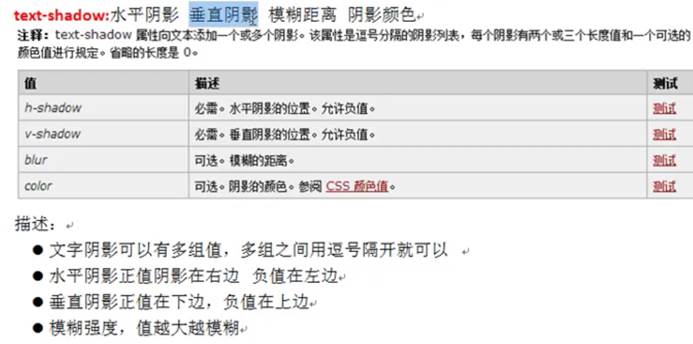 text-shadow:水平阴影 垂直阴影 模糊距离 阴影颜色
注释：text-shadow 属性向文本添加一个或多个阴影。该属性是逗号分隔的阴影列表，每个阴影有两个或三个长度值和一个可选的
颜色值进行规定。省略的长度是 0。
值 描述 测试
h-shadow 必需。水平阴影的位置。允许负值。 测试
v-shadow 必需。垂直阴影的位置。允许负值。 测试
blur 可选。模糊的距离。 测试
color 可选。阴影的颜色。参阅 CSS 颜色值。 测试
描述：
● 文字阴影可以有多组值，多组之间用逗号隔开就可以
● 水平阴影正值阴影在右边 负值在左边
● 垂直阴影正值在下边，负值在上边
● 模糊强度，值越大越模糊